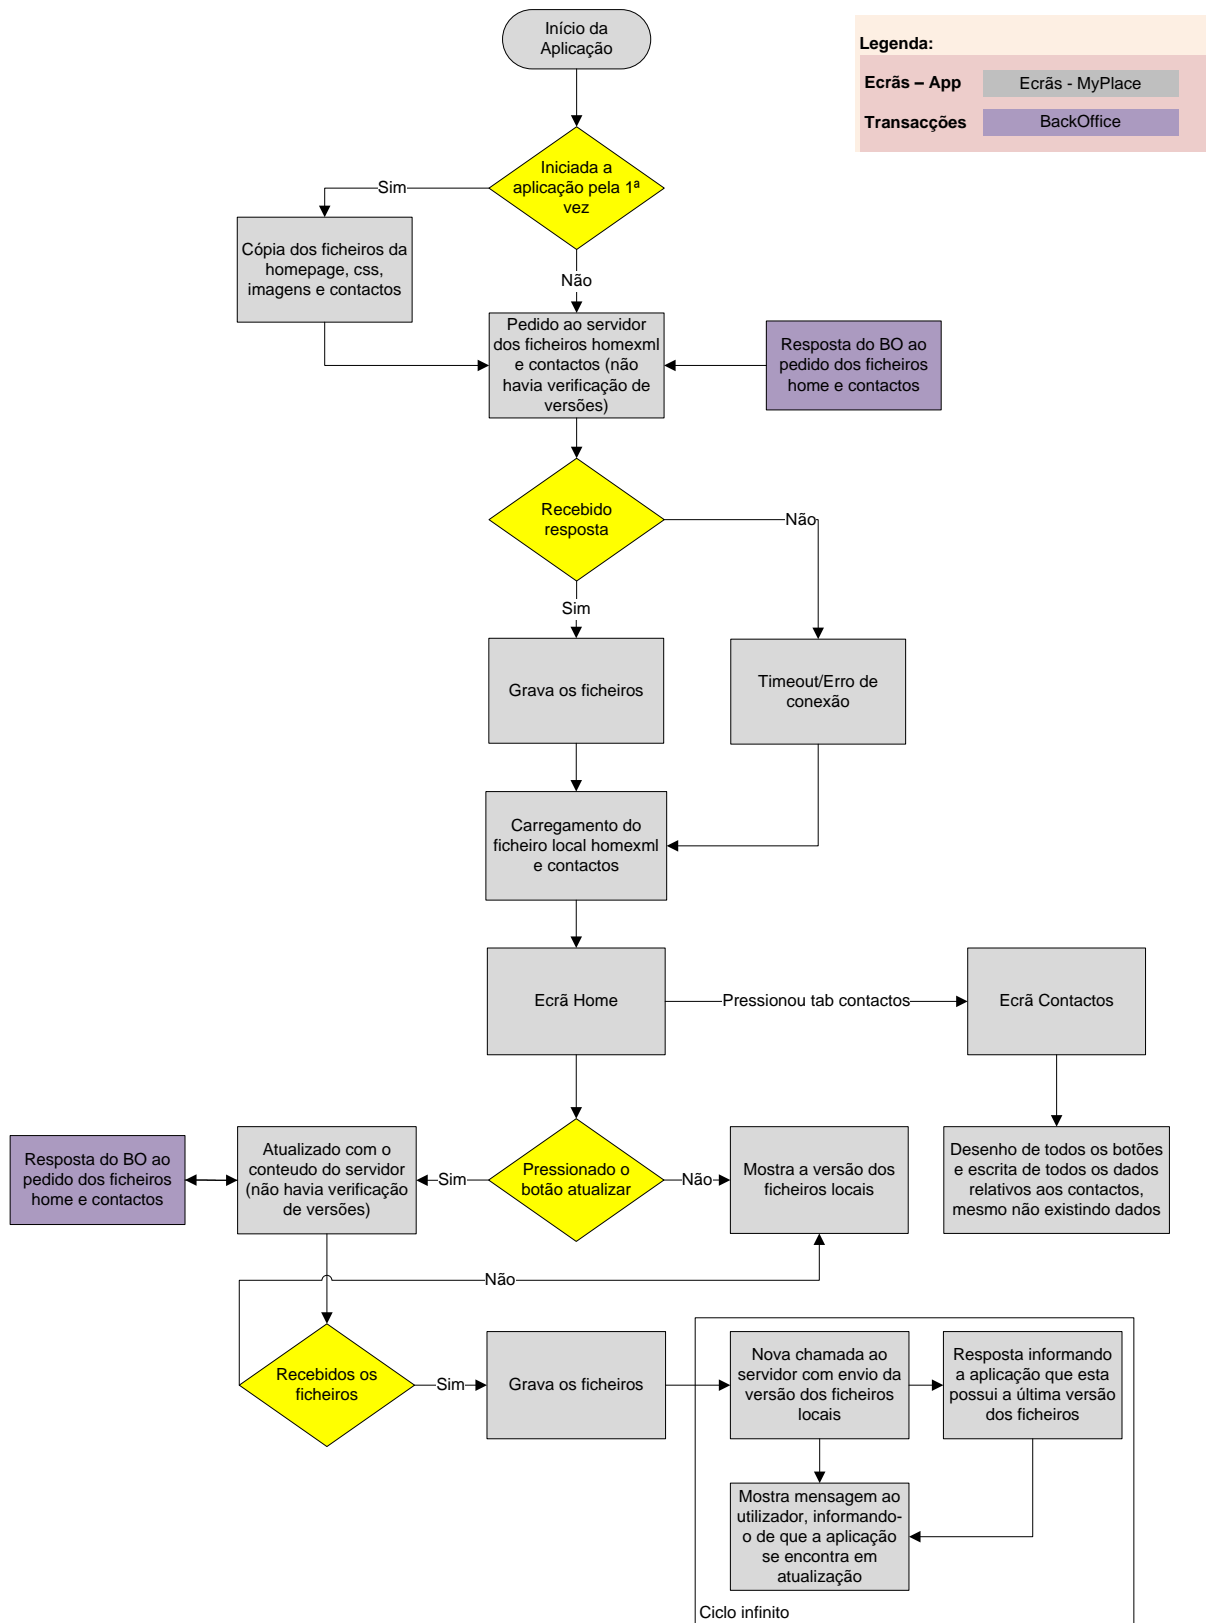 Início da
Aplicação
Legenda:
Ecrãs – App
Ecrãs - MyPlace
Transacções
BackOffice
Iniciada a
aplicação pela 1ª
vez
Sim
Cópia dos ficheiros da
homepage, css,
imagens e contactos
Não
Pedido ao servidor
dos ficheiros homexml
e contactos (não
havia verificação de
versões)
Resposta do BO ao
pedido dos ficheiros
home e contactos
Recebido
resposta
Não
Sim
Grava os ficheiros
Timeout/Erro de
conexão
Carregamento do
ficheiro local homexml
e contactos
Ecrã Home
Pressionou tab contactos
Ecrã Contactos
Resposta do BO ao
pedido dos ficheiros
home e contactos
Atualizado com o
conteudo do servidor
(não havia verificação
de versões)
Sim
Pressionado o
botão atualizar
Não
Mostra a versão dos
ficheiros locais
Desenho de todos os botões
e escrita de todos os dados
relativos aos contactos,
mesmo não existindo dados
Não
Recebidos os
ficheiros
Sim
Grava os ficheiros
Nova chamada ao
servidor com envio da
versão dos ficheiros
locais
Resposta informando
a aplicação que esta
possui a última versão
dos ficheiros
Mostra mensagem ao
utilizador, informando-
o de que a aplicação
se encontra em
atualização
Ciclo infinito